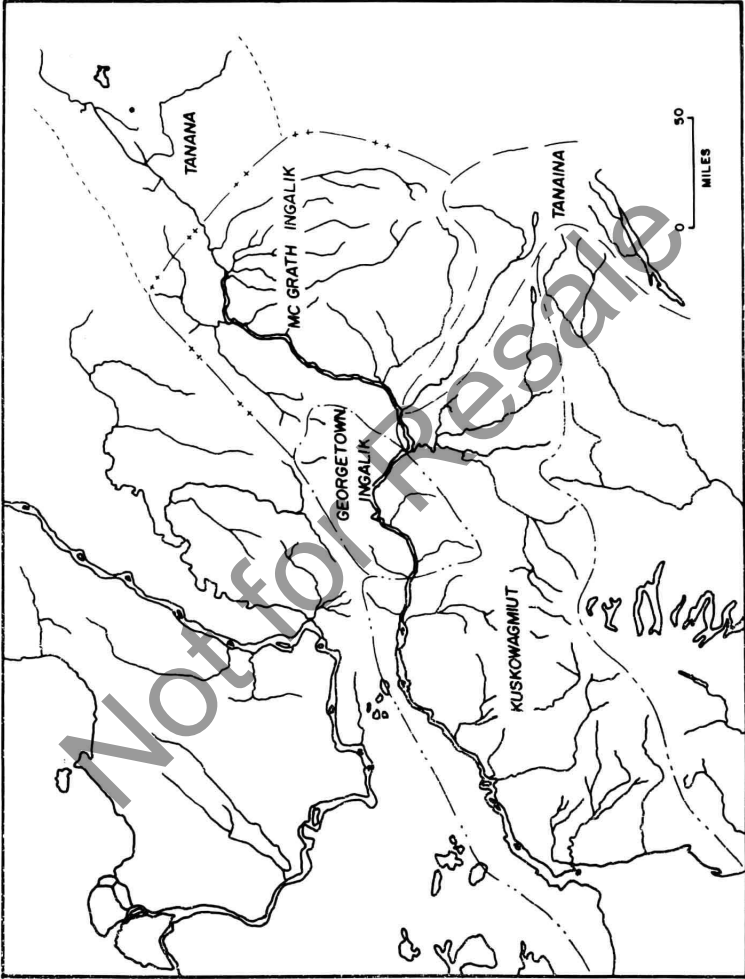 TANANA
MC GRATH INGALIK
TANAINA
GEORGETOWN
INGALIK
KUSKOWAGMIUT
0 50
MILES
Not for Resale